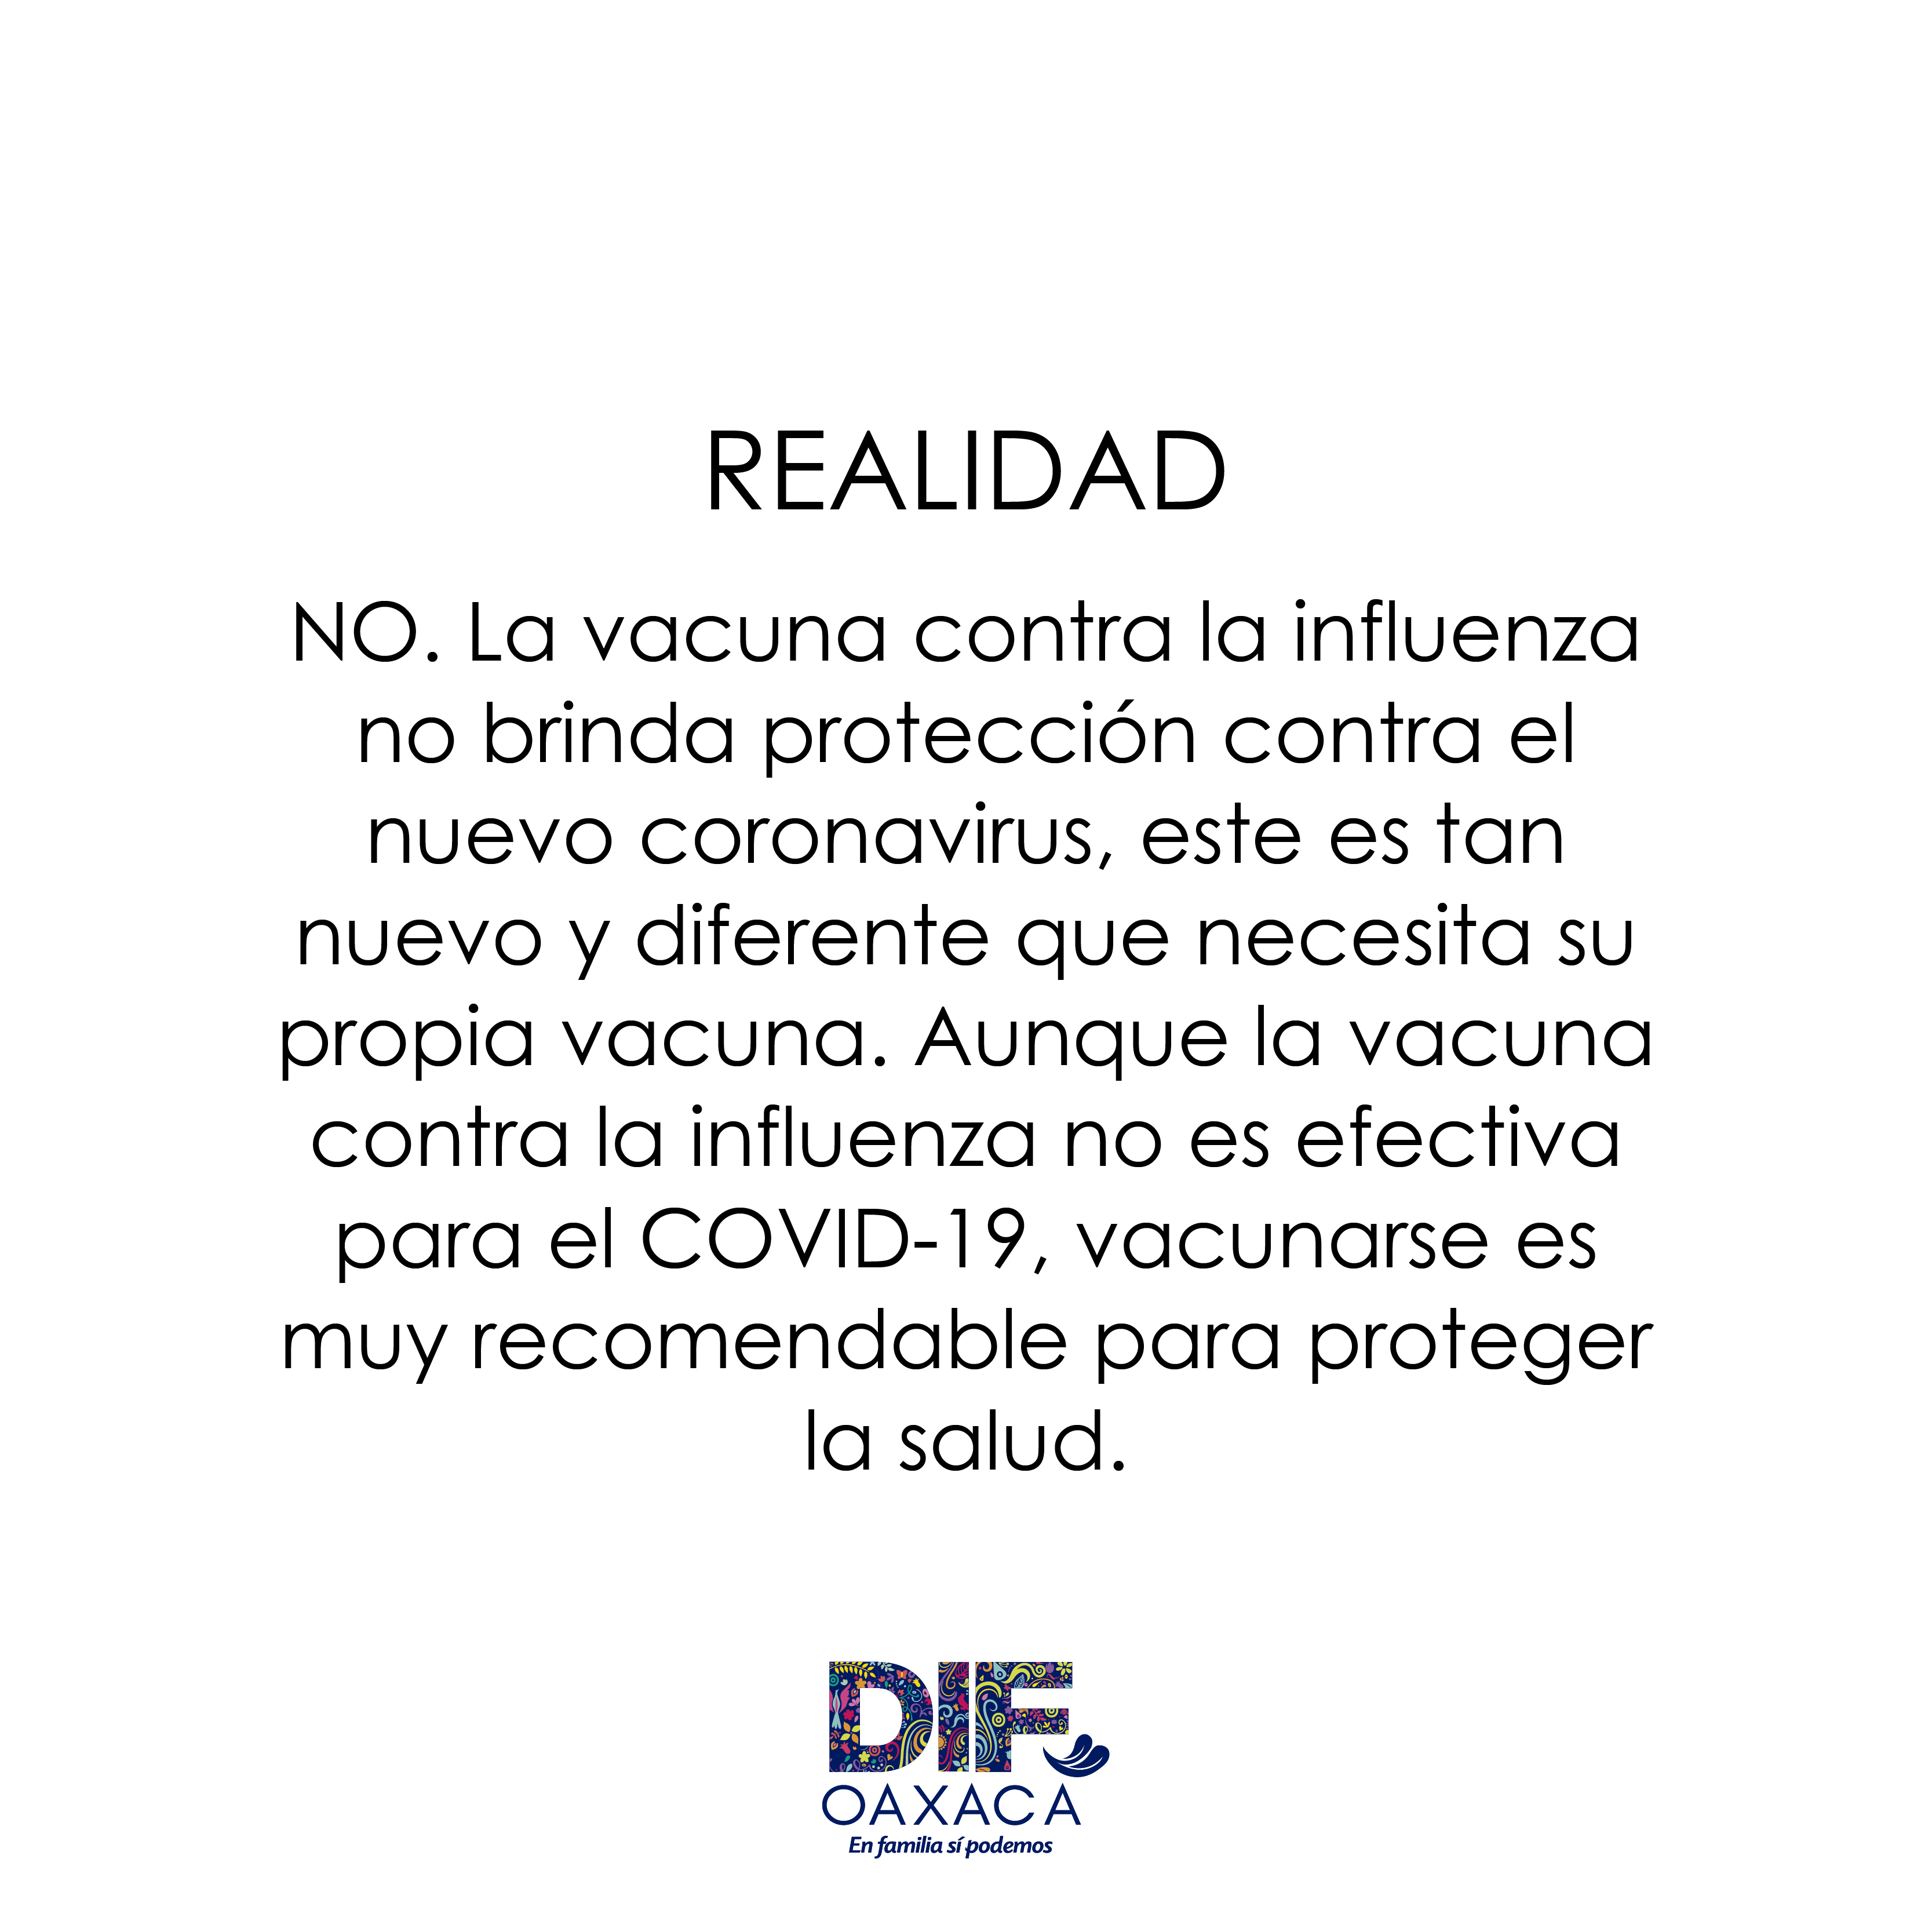 REALIDAD
NO. La vacuna contra la influenza
no brinda protección contra el
nuevo coronavirus, este es tan
nuevo y diferente que necesita su
propia vacuna. Aunque la vacuna
contra la influenza no es efectiva
para el COVID-19, vacunarse es
muy recomendable para proteger
la salud.
DIF
OAXACA
En familia sí podemos